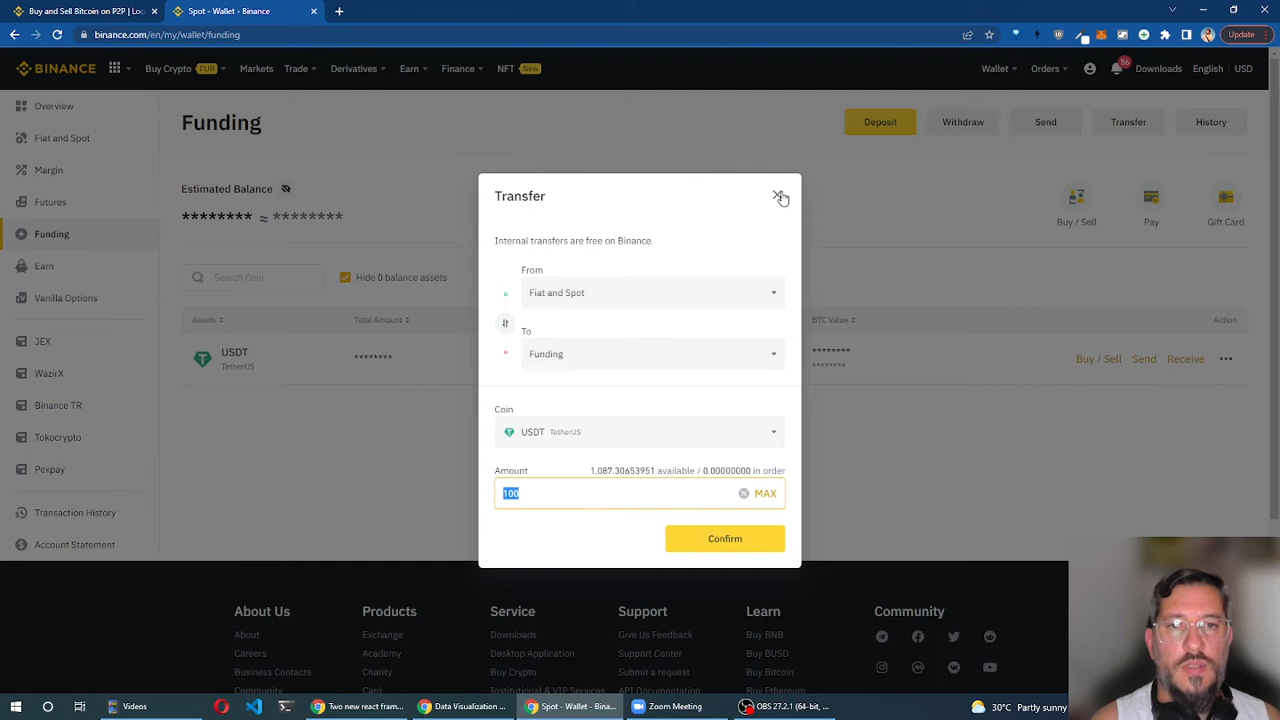 Buy and Sell Bitcoin on P2P | Loc
Spot - Wallet - Binance
binance.com/en/my/wallet/funding
Update
BINANCE
Buy Crypto EUR
Markets
Trade
Derivatives
Earn
Finance
NFT New
Wallet
Orders
56
Downloads
English
USD
Overview
Fiat and Spot
Margin
Futures
Funding
Earn
Vanilla Options
JEX
WazirX
Binance TR
Tokocrypto
Pexpay
Transaction History
Account Statement
Funding
Deposit
Withdraw
Send
Transfer
History
Estimated Balance
******** ≈ ********
Buy / Sell
Pay
Gift Card
Search Coin
Hide 0 balance assets
Assets
Total Amount
BTC Value
Action
USDT
TetherUS
********
********
********
Buy / Sell
Send
Receive
Transfer
Internal transfers are free on Binance.
From
Fiat and Spot
To
Funding
Coin
USDT TetherUS
Amount
1,087.30653951 available / 0.00000000 in order
100
MAX
Confirm
About Us
About
Careers
Business Contacts
Community
Products
Exchange
Academy
Charity
Card
Service
Downloads
Desktop Application
Buy Crypto
Institutional & VIP Services
Support
Give Us Feedback
Support Center
Submit a request
API Documentation
Learn
Buy BNB
Buy BUSD
Buy Bitcoin
Buy Ethereum
Community
Videos
Two new react fram...
Data Visualization ...
Spot - Wallet - Bina...
Zoom Meeting
OBS 27.2.1 (64-bit, ...
30°C Partly sunny